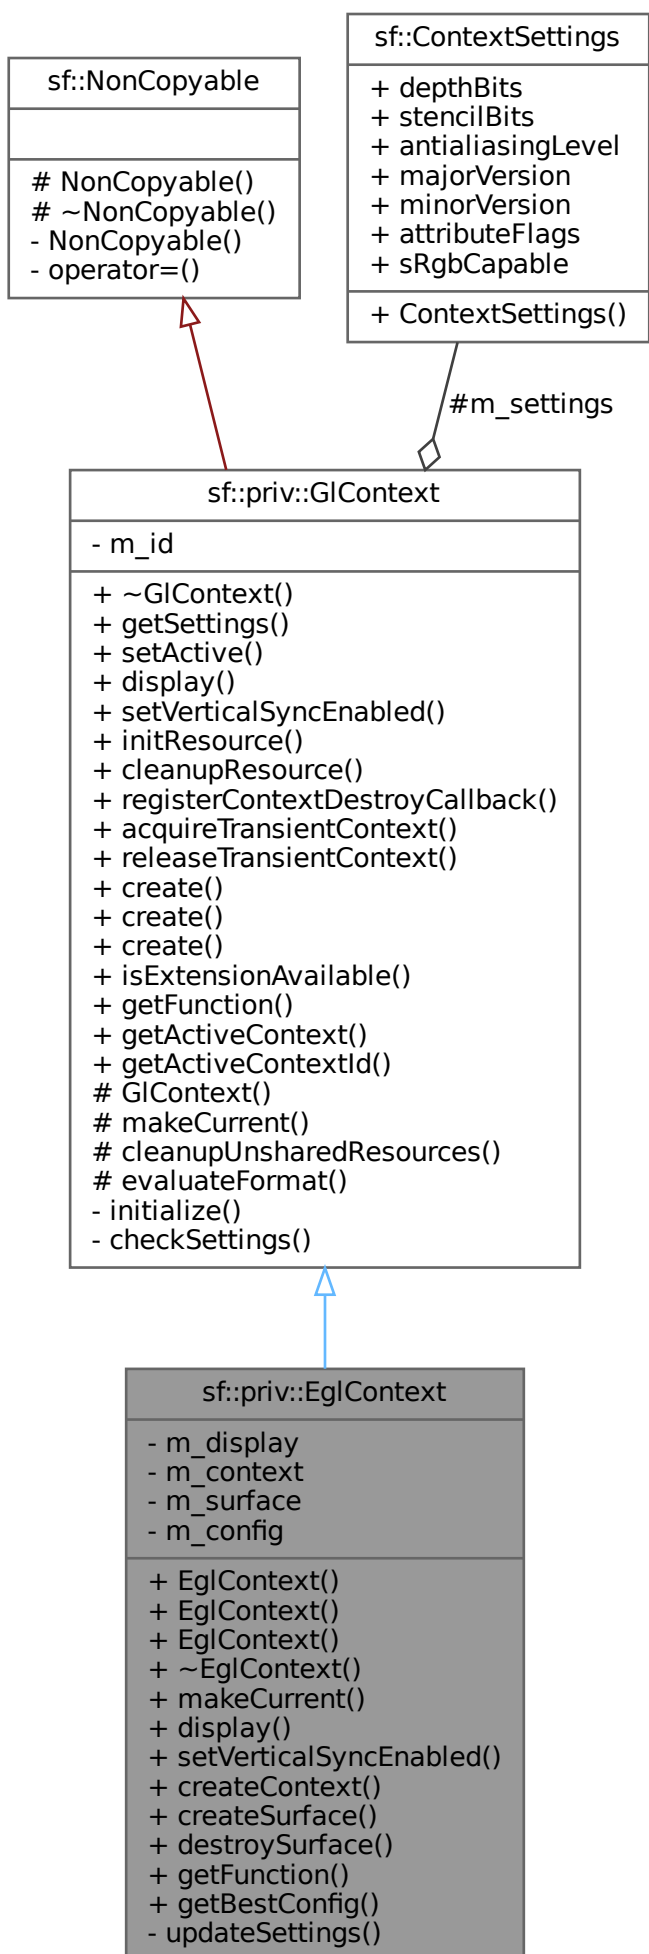 sf::NonCopyable
# NonCopyable()
# ~NonCopyable()
- NonCopyable()
- operator=()
sf::ContextSettings
+ depthBits
+ stencilBits
+ antialiasingLevel
+ majorVersion
+ minorVersion
+ attributeFlags
+ sRgbCapable
+ ContextSettings()
#m_settings
sf::priv::GlContext
- m_id
+ ~GlContext()
+ getSettings()
+ setActive()
+ display()
+ setVerticalSyncEnabled()
+ initResource()
+ cleanupResource()
+ registerContextDestroyCallback()
+ acquireTransientContext()
+ releaseTransientContext()
+ create()
+ create()
+ create()
+ isExtensionAvailable()
+ getFunction()
+ getActiveContext()
+ getActiveContextId()
# GlContext()
# makeCurrent()
# cleanupUnsharedResources()
# evaluateFormat()
- initialize()
- checkSettings()
sf::priv::EglContext
- m_display
- m_context
- m_surface
- m_config
+ EglContext()
+ EglContext()
+ EglContext()
+ ~EglContext()
+ makeCurrent()
+ display()
+ setVerticalSyncEnabled()
+ createContext()
+ createSurface()
+ destroySurface()
+ getFunction()
+ getBestConfig()
- updateSettings()